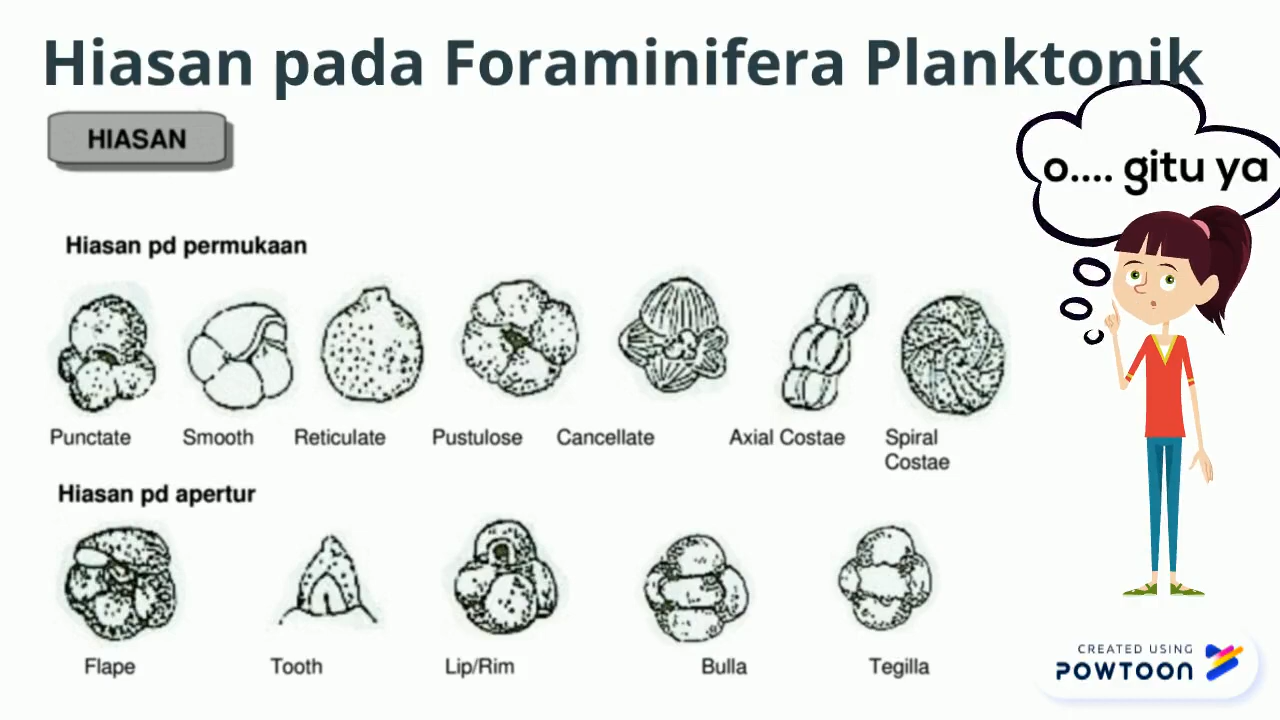 Hiasan pada Foraminifera Planktonik
HIASAN
o.... gitu ya
Hiasan pd permukaan
Punctate Smooth Reticulate Pustulose Cancellate Axial Costae Spiral
Costae
Hiasan pd apertur
Flape Tooth Lip/Rim Bulla Tegilla
CREATED USING
POWTOON